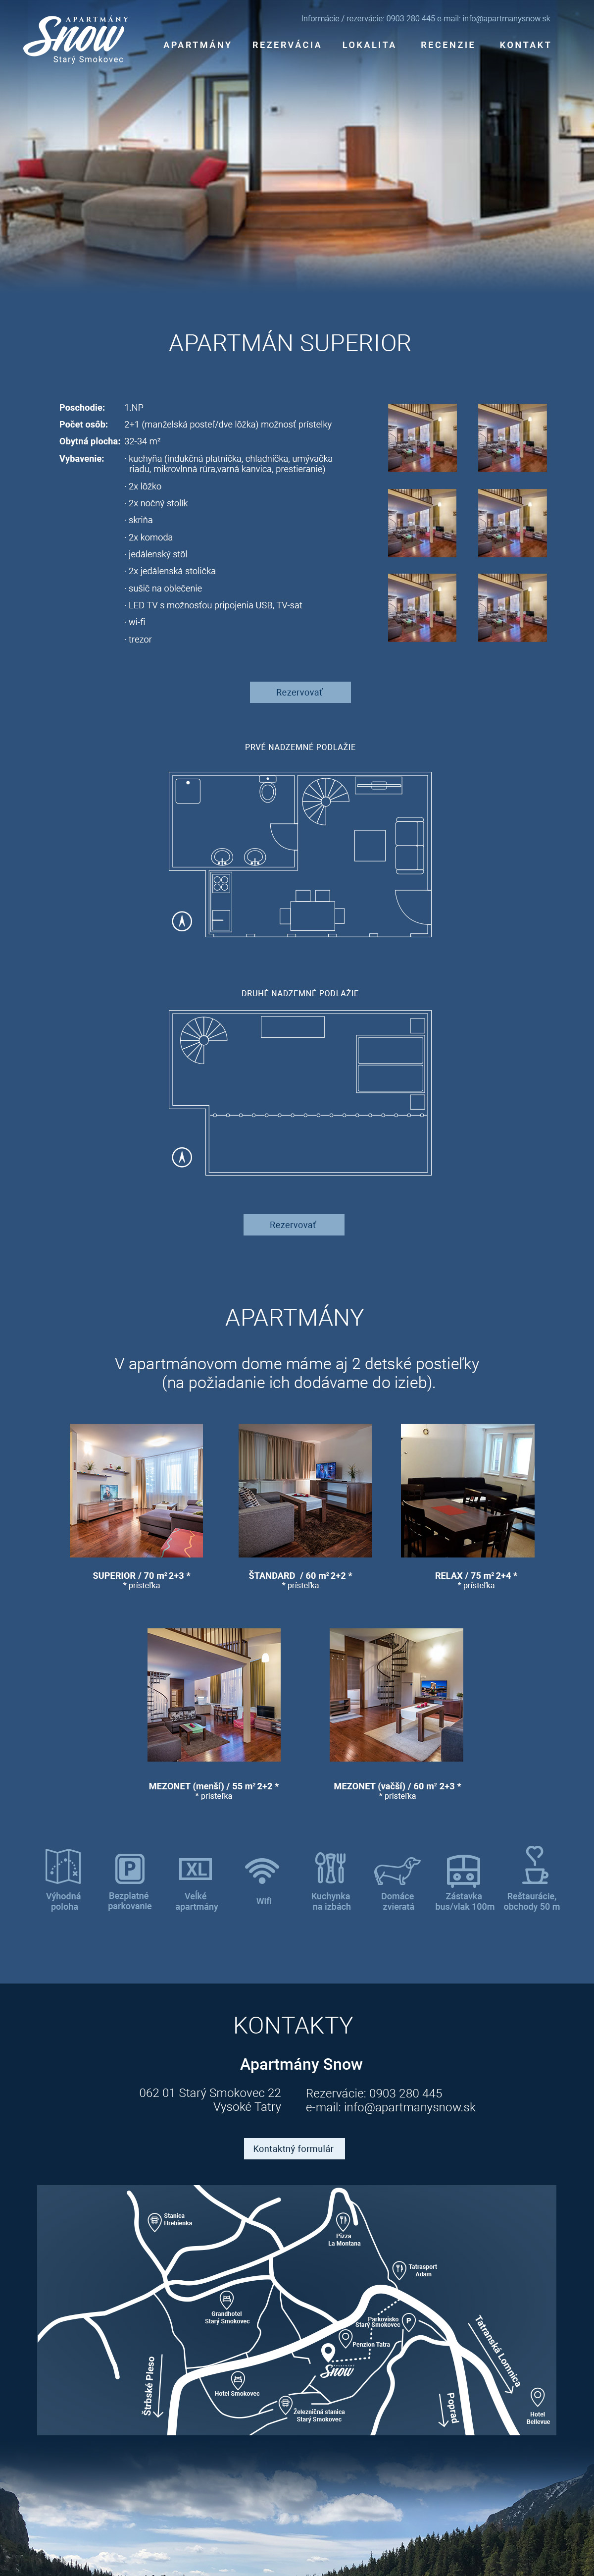 APARTMÁNY
Snow
Starý Smokovec
Informácie / rezervácie: 0903 280 445 e-mail: info@apartmanysnow.sk
APARTMÁNY REZERVÁCIA LOKALITA RECENZIE KONTAKT
APARTMÁN SUPERIOR
Poschodie: 1.NP
Počet osôb: 2+1 (manželská posteľ/dve lôžka) možnosť prístelky
Obytná plocha: 32-34 m²
Vybavenie: · kuchyňa (indukčná platnička, chladnička, umývačka
riadu, mikrovlnná rúra,varná kanvica, prestieranie)
· 2x lôžko
· 2x nočný stolík
· skriňa
· 2x komoda
· jedálenský stôl
· 2x jedálenská stolička
· sušič na oblečenie
· LED TV s možnosťou pripojenia USB, TV-sat
· wi-fi
· trezor
Rezervovať
PRVÉ NADZEMNÉ PODLAŽIE
DRUHÉ NADZEMNÉ PODLAŽIE
Rezervovať
APARTMÁNY
V apartmánovom dome máme aj 2 detské postieľky
(na požiadanie ich dodávame do izieb).
SUPERIOR / 70 m² 2+3 *
* prísteľka
ŠTANDARD / 60 m² 2+2 *
* prísteľka
RELAX / 75 m² 2+4 *
* prísteľka
MEZONET (menší) / 55 m² 2+2 *
* prísteľka
MEZONET (vačší) / 60 m² 2+3 *
* prísteľka
Výhodná
poloha
P
Bezplatné
parkovanie
XL
Veľké
apartmány
Wifi
Kuchynka
na izbách
Domáce
zvieratá
Zástavka
bus/vlak 100m
Reštaurácie,
obchody 50 m
KONTAKTY
Apartmány Snow
062 01 Starý Smokovec 22
Vysoké Tatry
Rezervácie: 0903 280 445
e-mail: info@apartmanysnow.sk
Kontaktný formulár
Stanica
Hrebienka
Pizza
La Montana
Tatrasport
Adam
Grandhotel
Starý Smokovec
Parkovisko
Starý Smokovec
P
Penzion Tatra
Snow
Hotel Smokovec
Železničná stanica
Starý Smokovec
Štrbské Pleso
Tatranská Lomnica
Poprad
Hotel
Bellevue